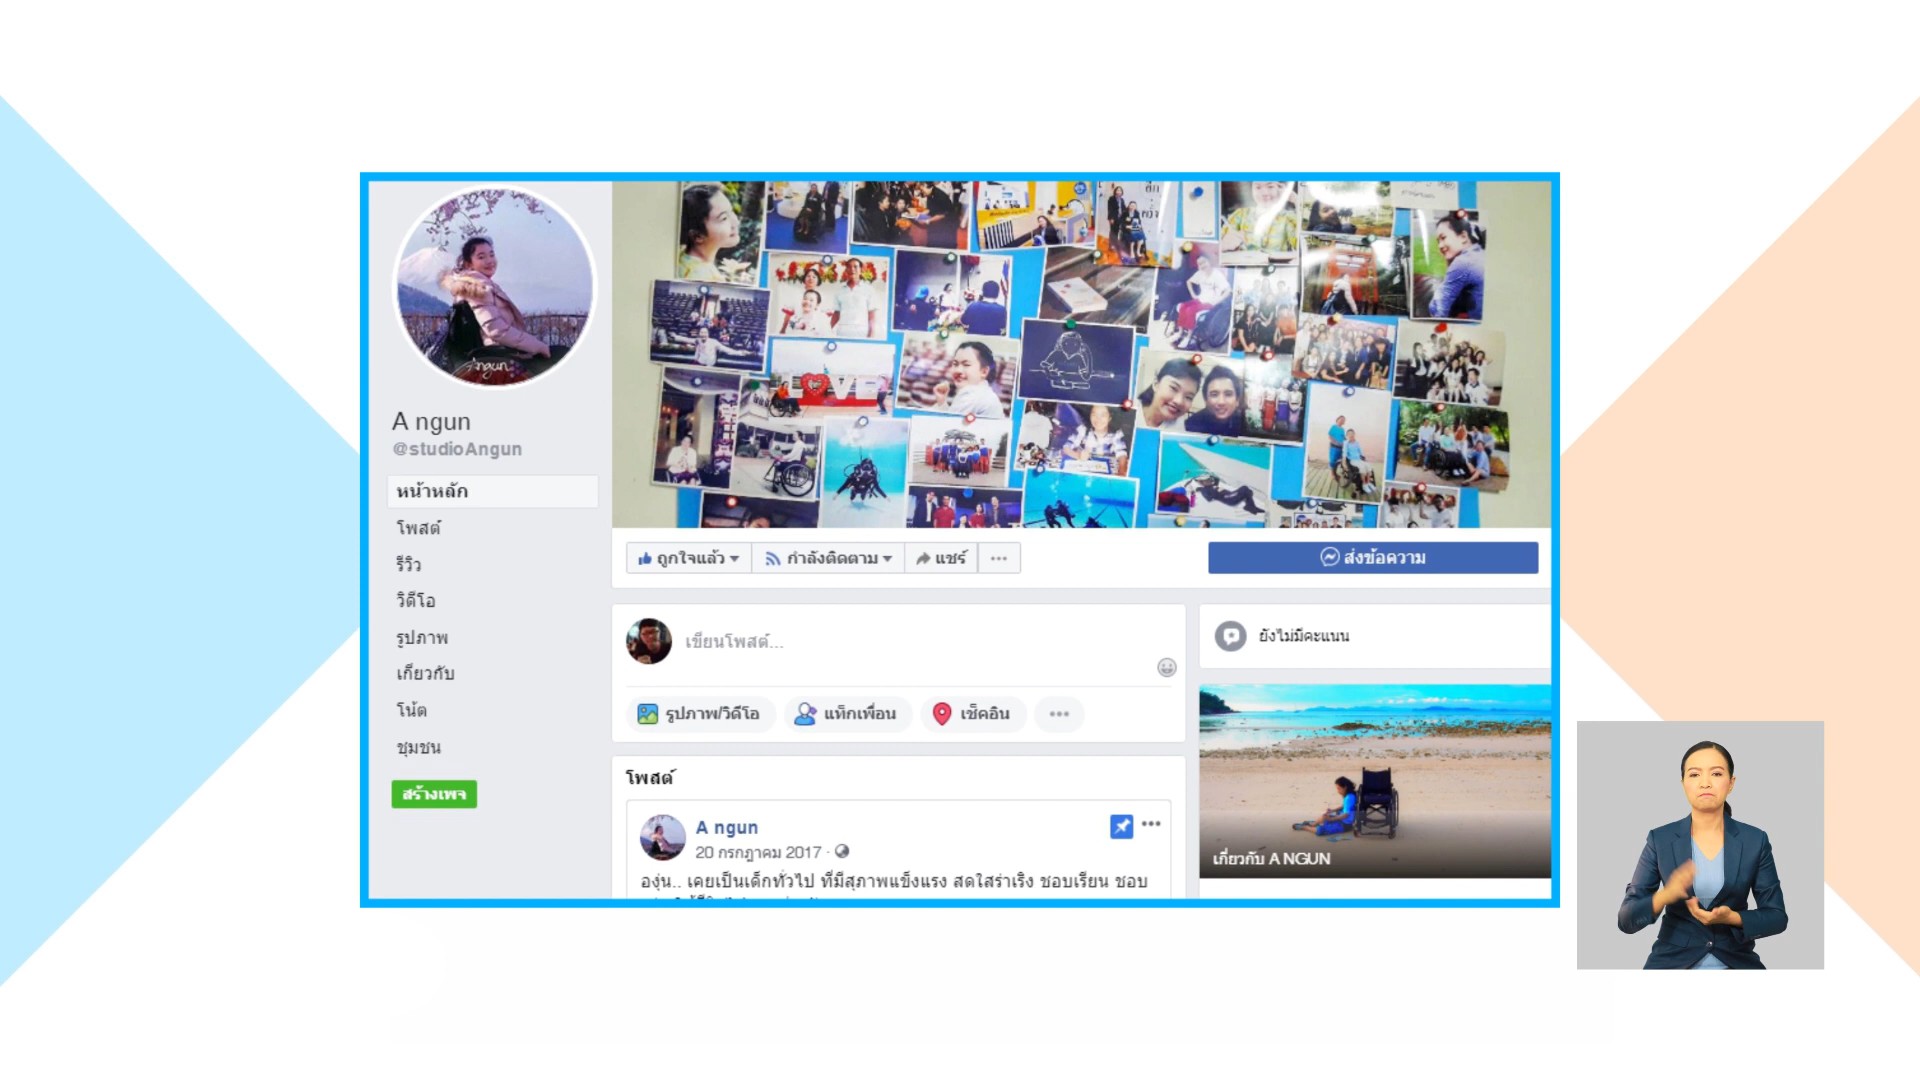 Angun
LOVE
A ngun
@studioAngun
หน้าหลัก
โพสต์
รีวิว
วิดีโอ
รูปภาพ
เกี่ยวกับ
โน้ต
ชุมชน
สร้างเพจ
ถูกใจแล้ว
กำลังติดตาม
แชร์
ส่งข้อความ
เขียนโพสต์...
รูปภาพ/วิดีโอ
แท็กเพื่อน
เช็คอิน
ยังไม่มีคะแนน
โพสต์
A ngun
20 กรกฎาคม 2017
องุ่น.. เคยเป็นเด็กทั่วไป ที่มีสุภาพแข็งแรง สดใสร่าเริง ชอบเรียน ชอบ
เกี่ยวกับ A NGUN